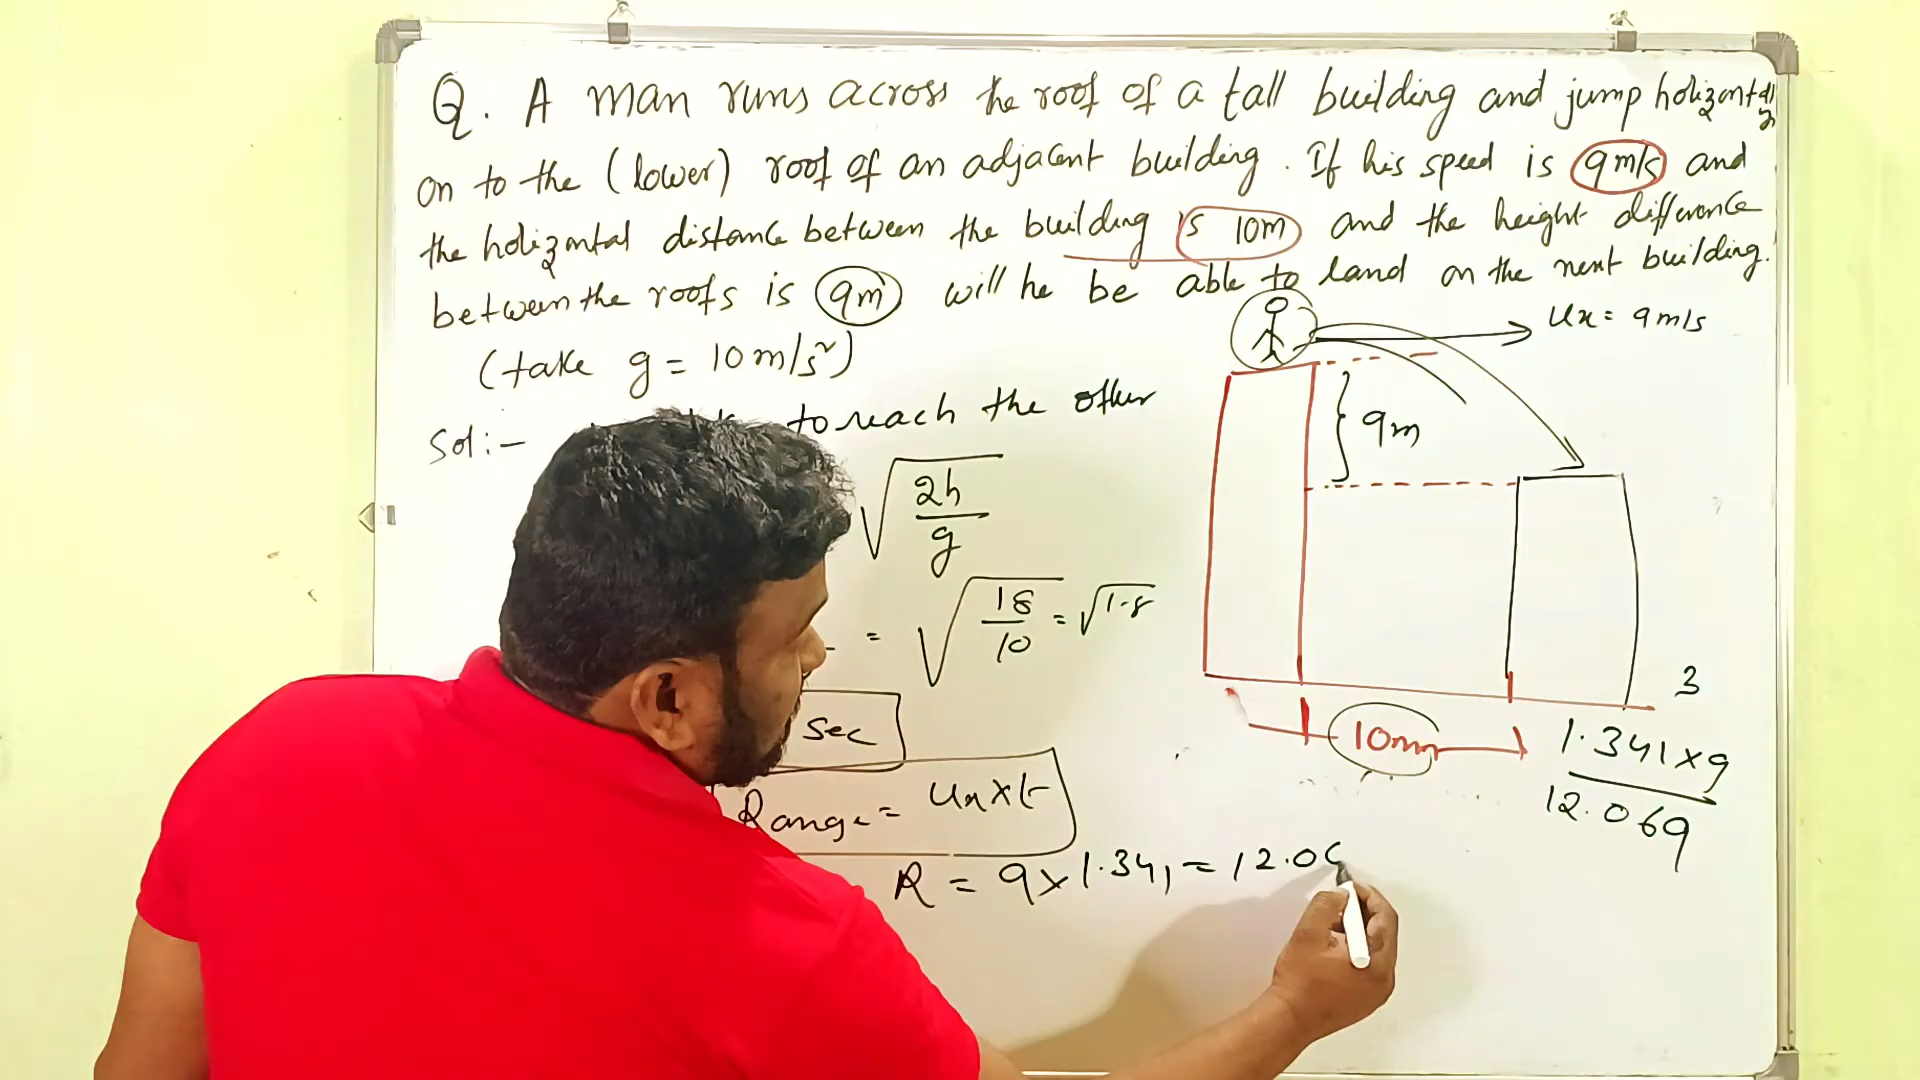 Q. A man runs across the roof of a tall building and jump horizontally
on to the (lower) roof of an adjacent building. If his speed is 9m/s and
the horizontal distance between the building is 10m and the height difference
between the roofs is 9m will he be able to land on the next building.
(take g = 10m/s²)
Ux = 9m/s
Sol:- to reach the other
9m
√2h/g
= √18/10 = √1.8
Sec
3
10m
1.341×9
12.069
Range = Ux×t
R = 9×1.341 = 12.0